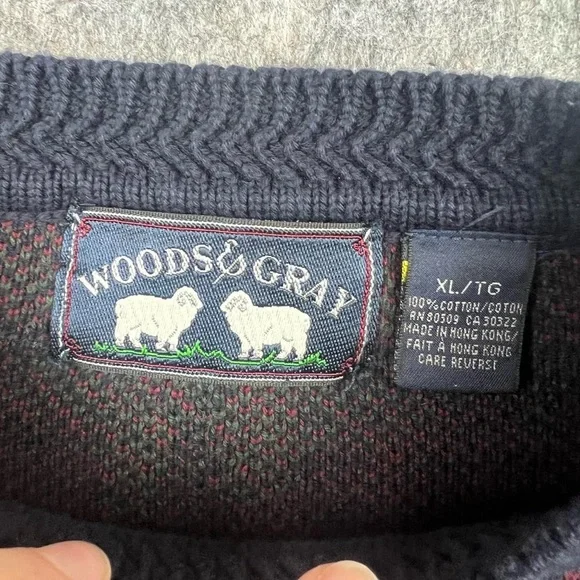 WOODS & GRAY
XL/TG
100% COTTON/COTON
RN 80509 CA 30322
MADE IN HONG KONG/
FAIT À HONG KONG
CARE REVERSE